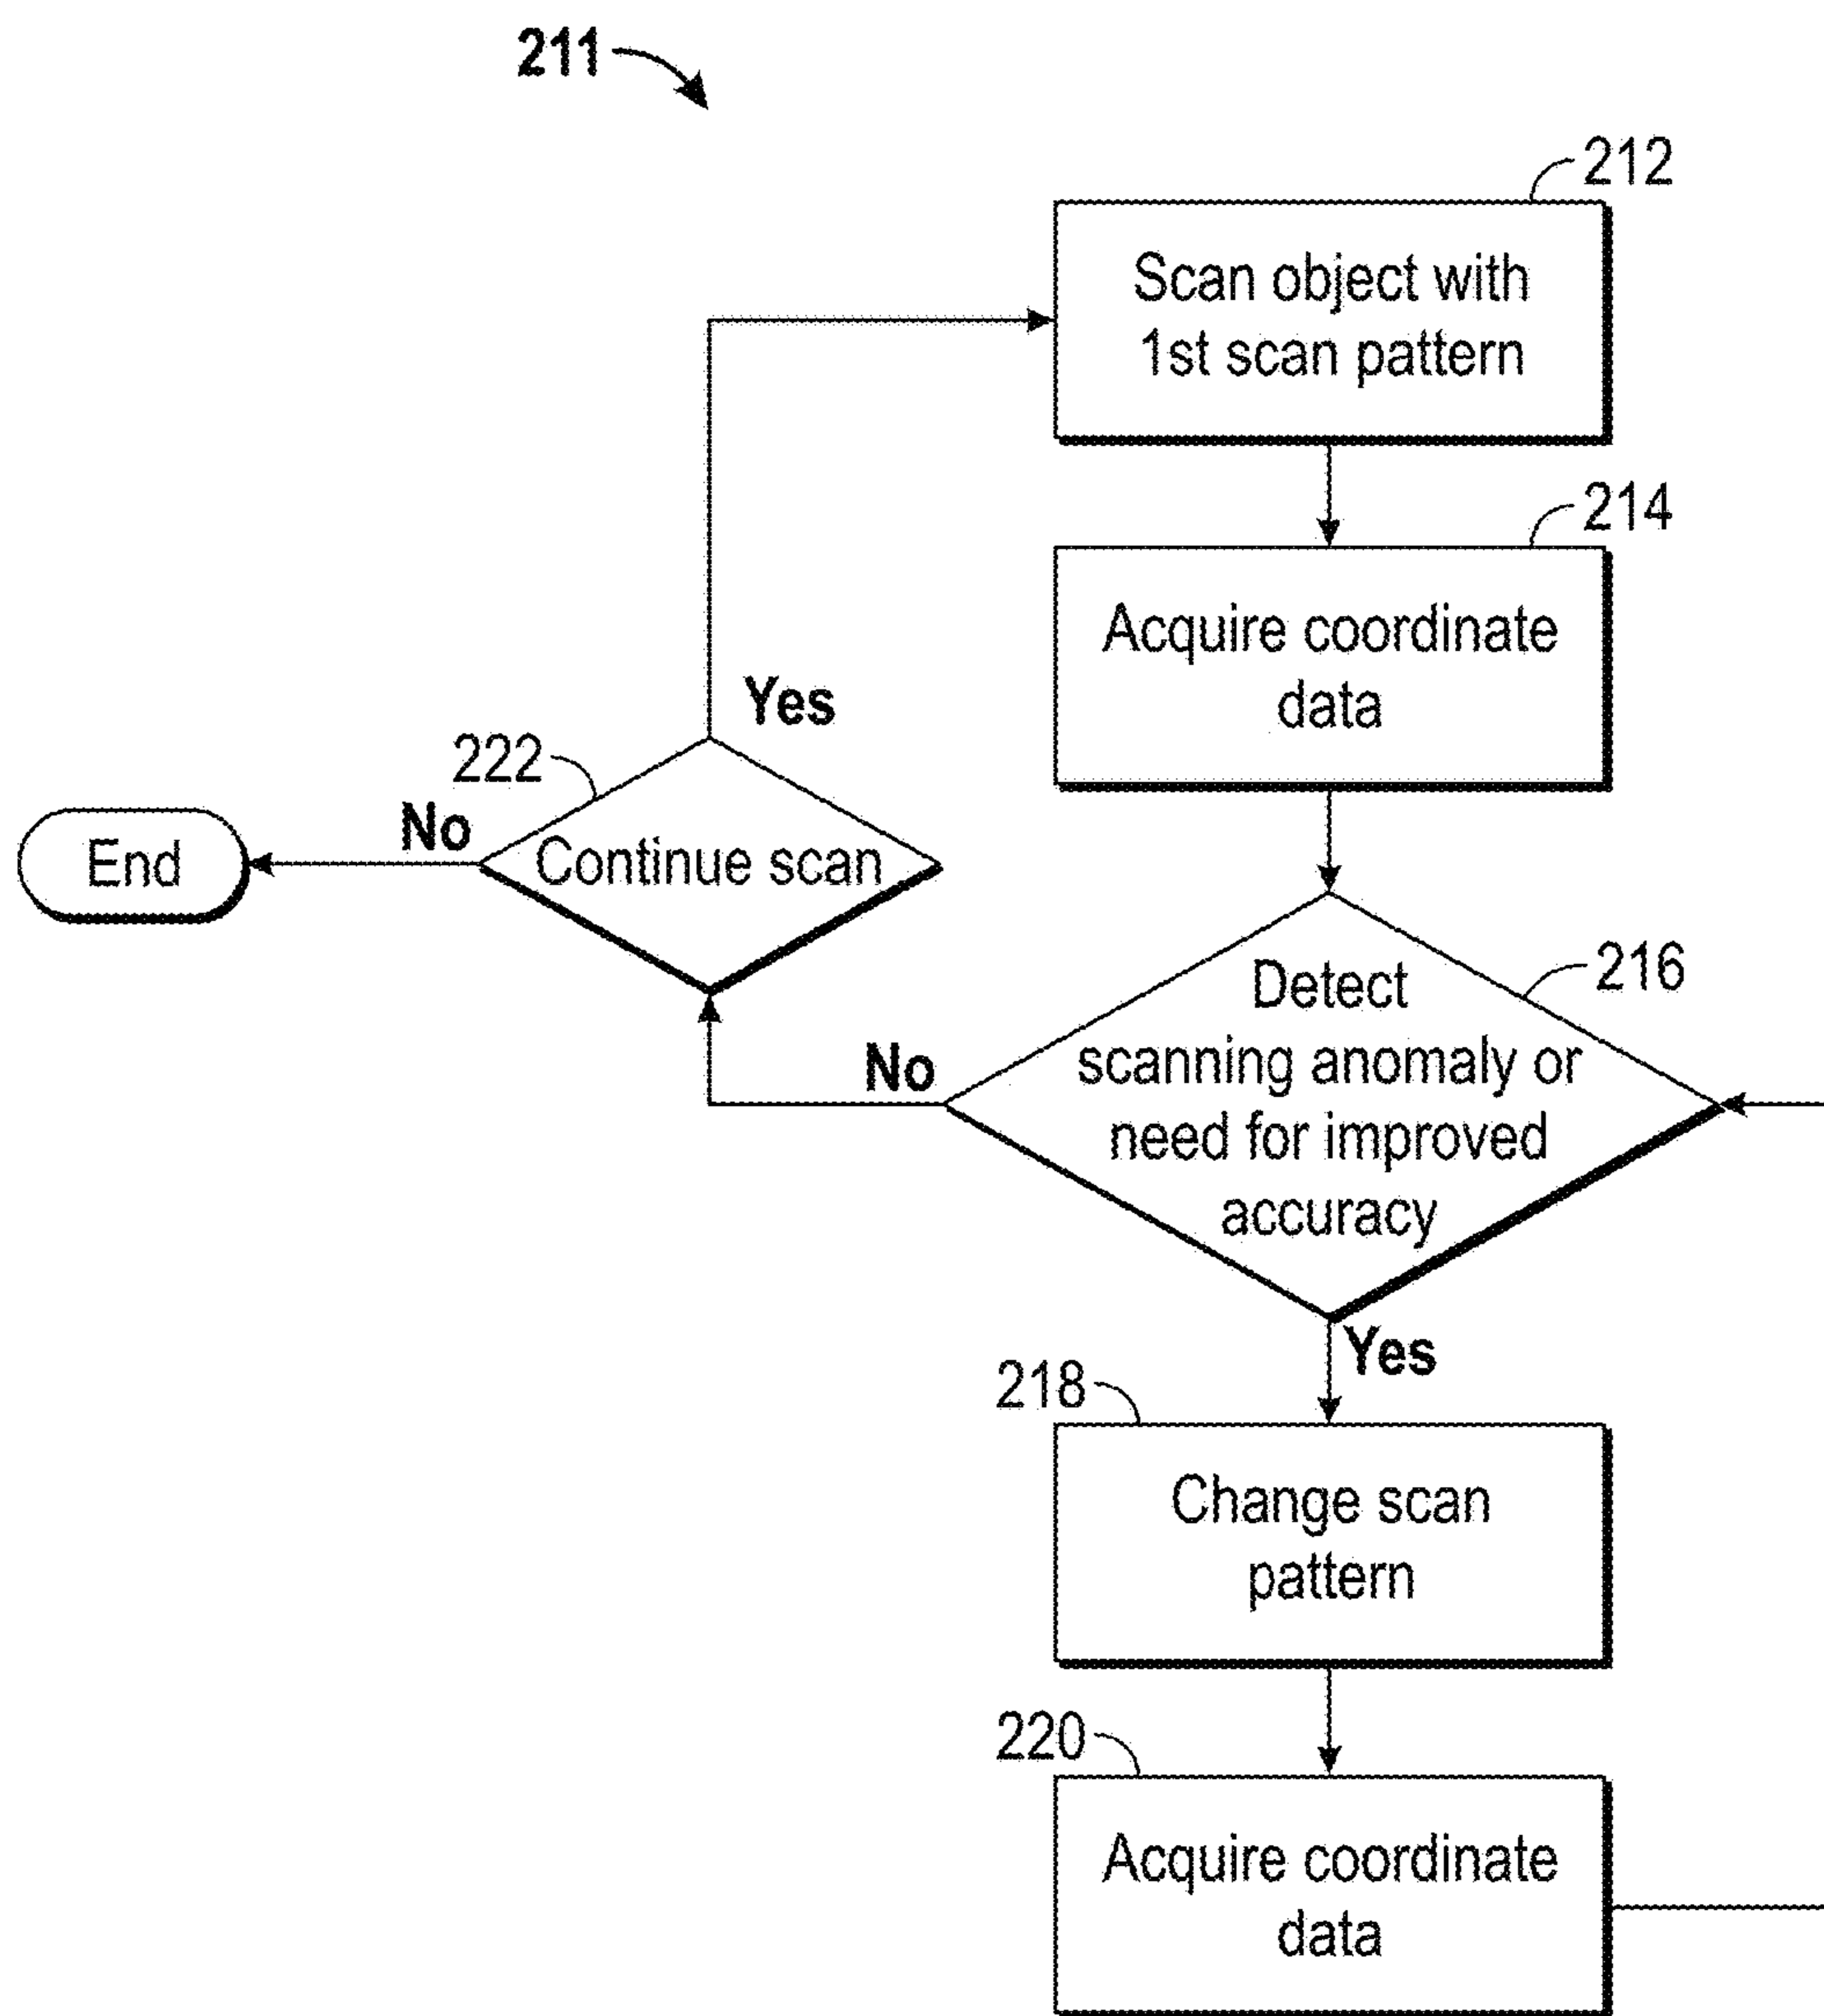 211
212
Scan object with
1st scan pattern
214
Acquire coordinate
data
Yes
222
No
Continue scan
End
216
Detect
scanning anomaly or
need for improved
accuracy
No
Yes
218
Change scan
pattern
220
Acquire coordinate
data